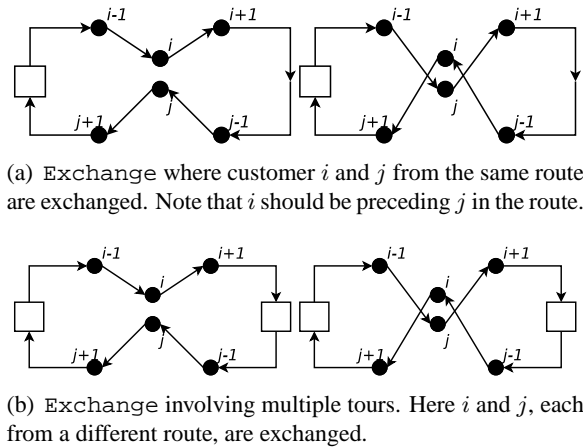 i-1 i i+1 i-1 i i+1
j+1 j j-1 j+1 j j-1
(a) Exchange where customer i and j from the same route
are exchanged. Note that i should be preceding j in the route.
i-1 i i+1 i-1 i i+1
j+1 j j-1 j+1 j j-1
(b) Exchange involving multiple tours. Here i and j, each
from a different route, are exchanged.